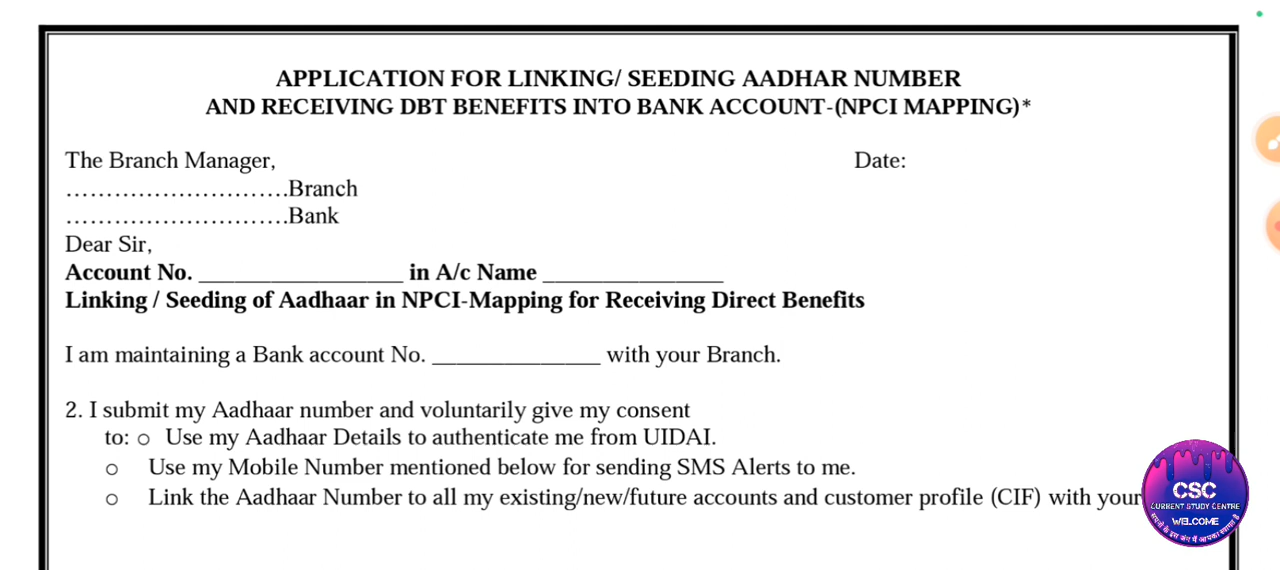 APPLICATION FOR LINKING/ SEEDING AADHAR NUMBER
AND RECEIVING DBT BENEFITS INTO BANK ACCOUNT-(NPCI MAPPING)*
The Branch Manager, Date:
……………………….Branch
……………………….Bank
Dear Sir,
Account No. _________________ in A/c Name _______________
Linking / Seeding of Aadhaar in NPCI-Mapping for Receiving Direct Benefits
I am maintaining a Bank account No. ______________ with your Branch.
2. I submit my Aadhaar number and voluntarily give my consent
to: o Use my Aadhaar Details to authenticate me from UIDAI.
o Use my Mobile Number mentioned below for sending SMS Alerts to me.
o Link the Aadhaar Number to all my existing/new/future accounts and customer profile (CIF) with your
CSC
CURRENT STUDY CENTRE
WELCOME